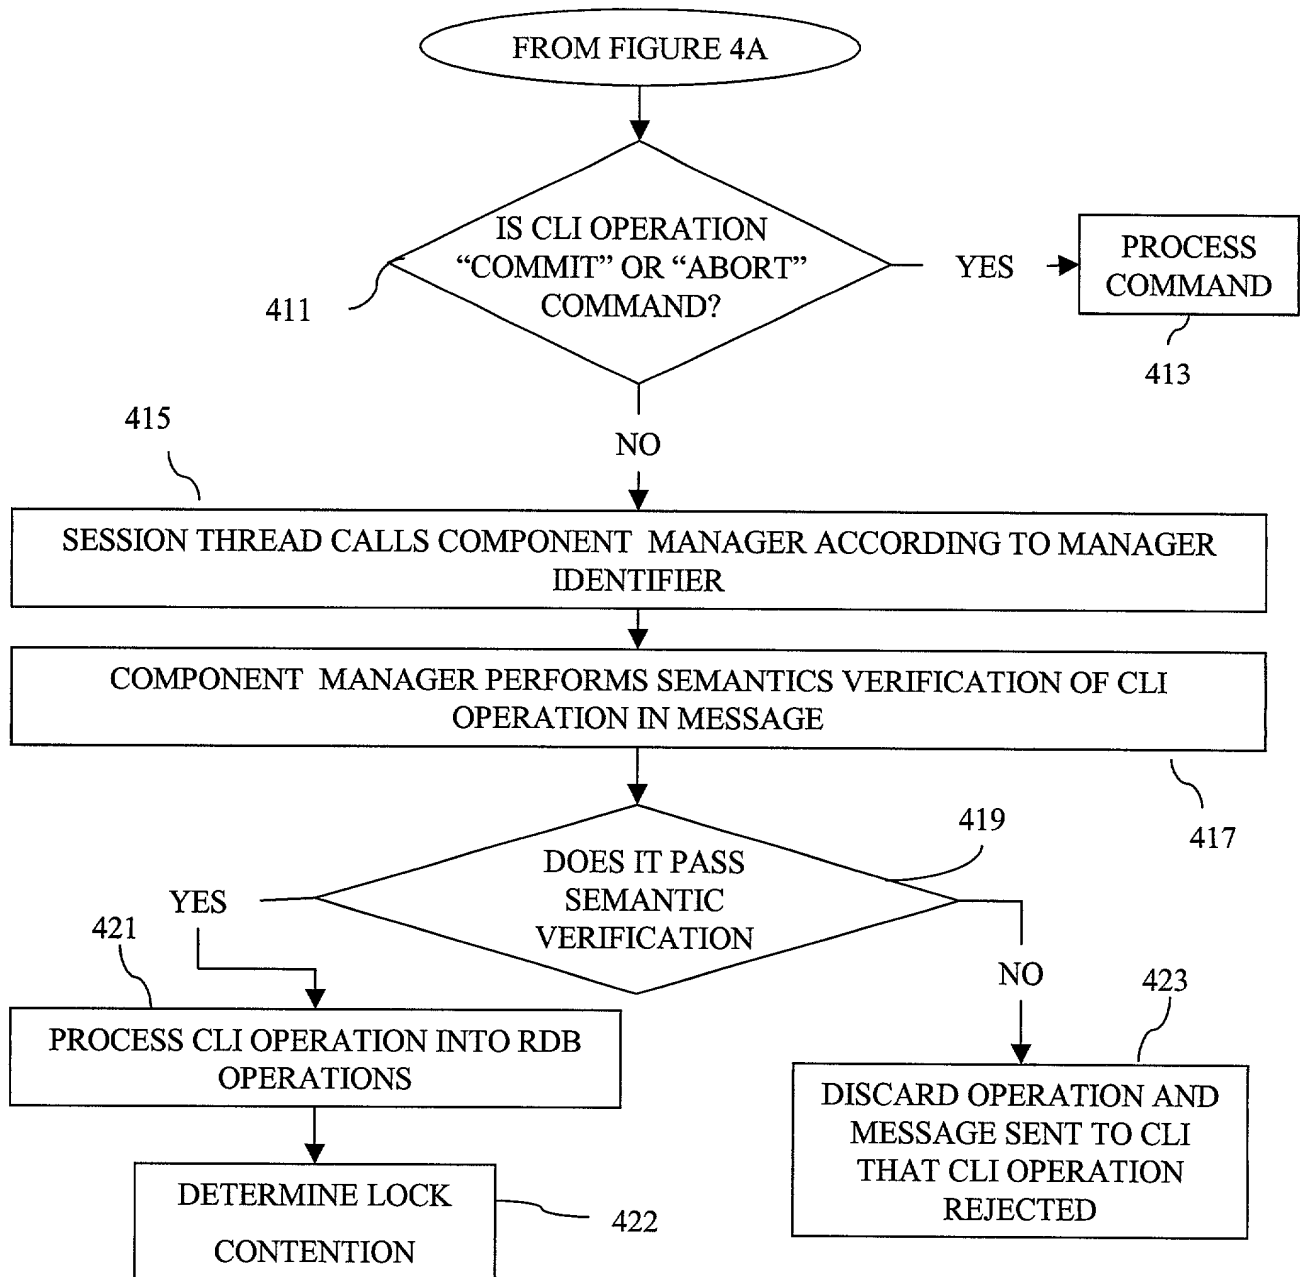 FROM FIGURE 4A
IS CLI OPERATION
“COMMIT” OR “ABORT”
COMMAND?
YES
PROCESS
COMMAND
411
413
415
NO
SESSION THREAD CALLS COMPONENT MANAGER ACCORDING TO MANAGER
IDENTIFIER
COMPONENT MANAGER PERFORMS SEMANTICS VERIFICATION OF CLI
OPERATION IN MESSAGE
417
419
DOES IT PASS
SEMANTIC
VERIFICATION
YES
421
NO
423
PROCESS CLI OPERATION INTO RDB
OPERATIONS
DISCARD OPERATION AND
MESSAGE SENT TO CLI
THAT CLI OPERATION
REJECTED
DETERMINE LOCK
CONTENTION
422